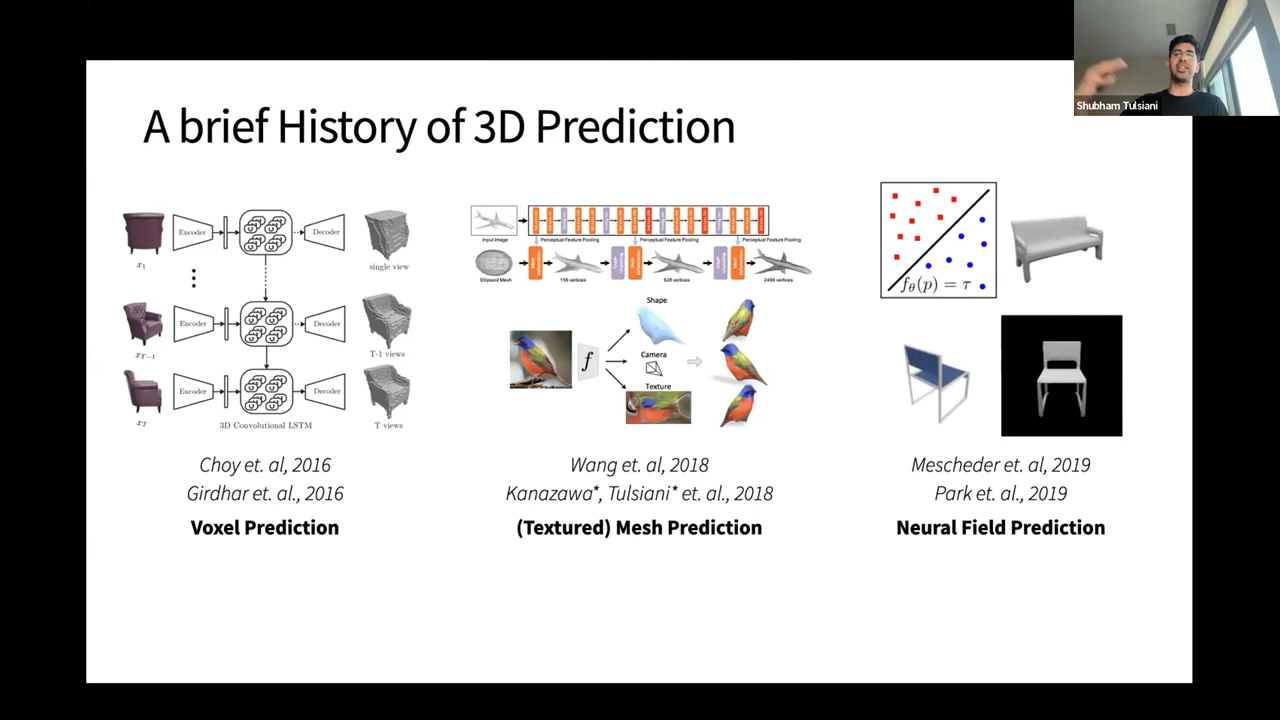 Shubham Tulsiani
A brief History of 3D Prediction
x1
Encoder
Decoder
single view
xT−1
Encoder
Decoder
T-1 views
xT
Encoder
Decoder
T views
3D Convolutional LSTM
Choy et. al, 2016
Girdhar et. al., 2016
Voxel Prediction
Input Image
Perceptual Feature Pooling
Perceptual Feature Pooling
Perceptual Feature Pooling
Ellipsoid Mesh
156 vertices
628 vertices
2466 vertices
f
Shape
Camera
Texture
Wang et. al, 2018
Kanazawa*, Tulsiani* et. al., 2018
(Textured) Mesh Prediction
fθ(p) = τ
Mescheder et. al, 2019
Park et. al., 2019
Neural Field Prediction